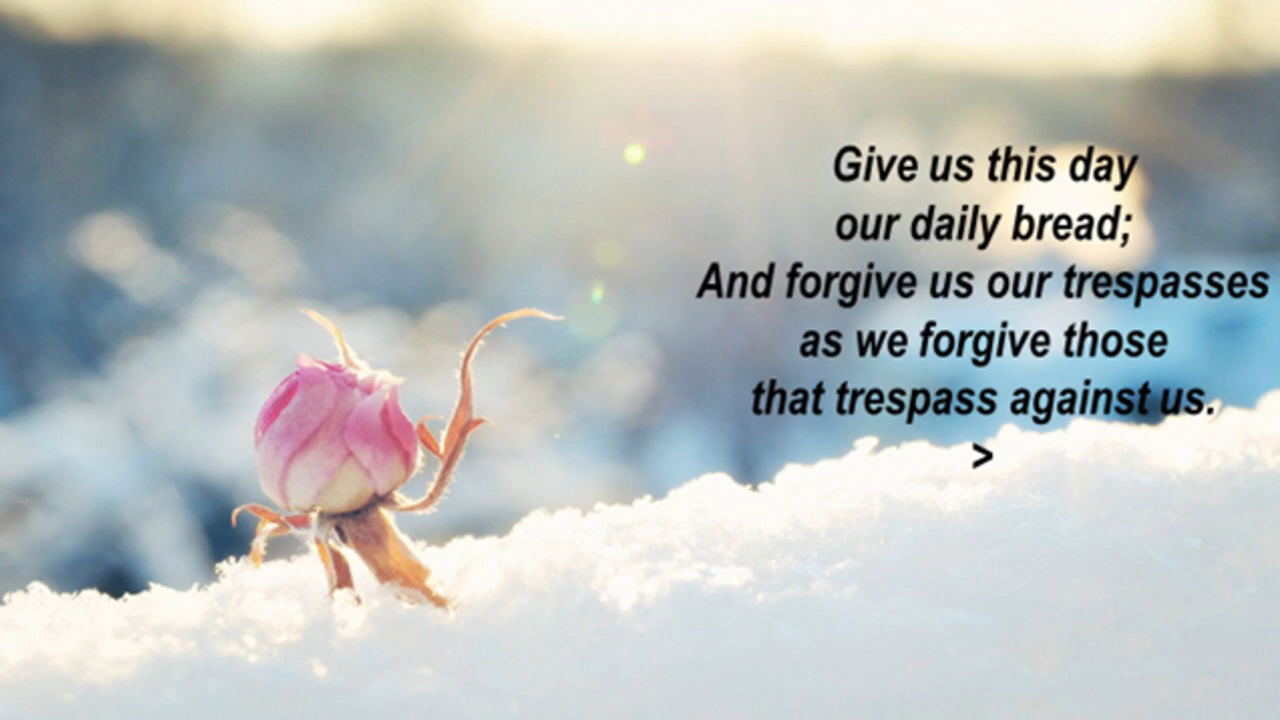 Give us this day
our daily bread;
And forgive us our trespasses
as we forgive those
that trespass against us.
>